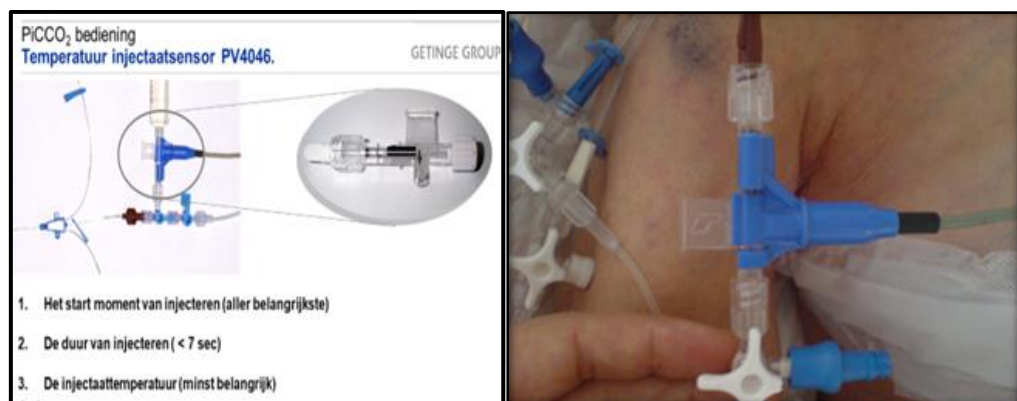 PiCCO₂ bediening
Temperatuur injectaatsensor PV4046.
GETINGE GROUP
1. Het start moment van injecteren (aller belangrijkste)
2. De duur van injecteren ( < 7 sec)
3. De injectaattemperatuur (minst belangrijk)